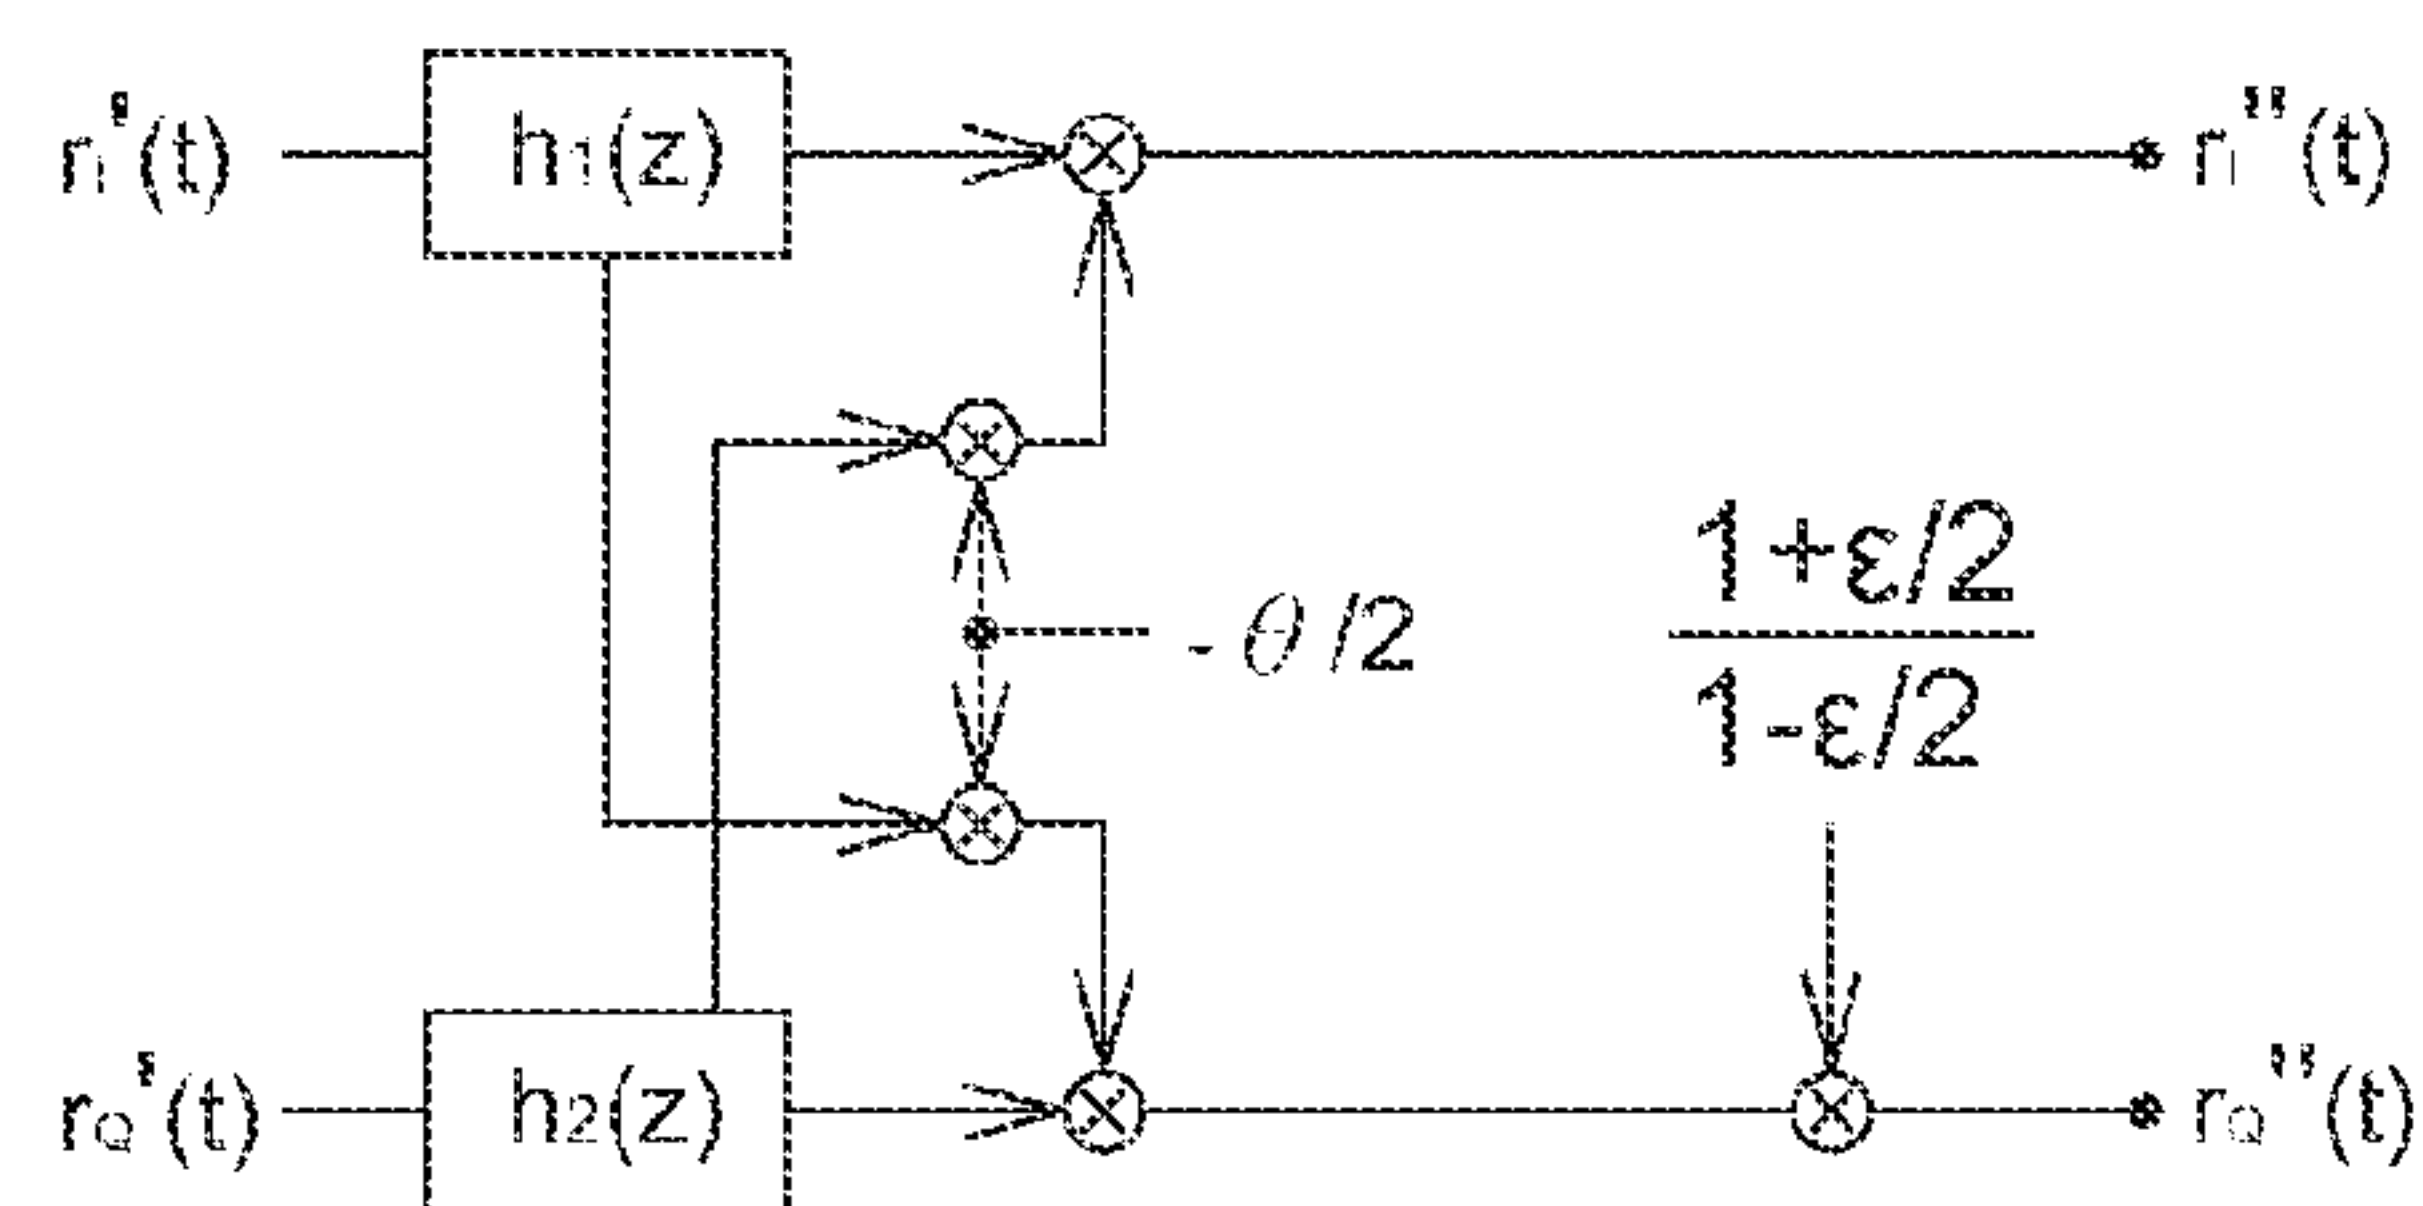 rI'(t)
h1(z)
rI''(t)
-θ/2
1+ε/2
1-ε/2
rQ'(t)
h2(z)
rQ''(t)